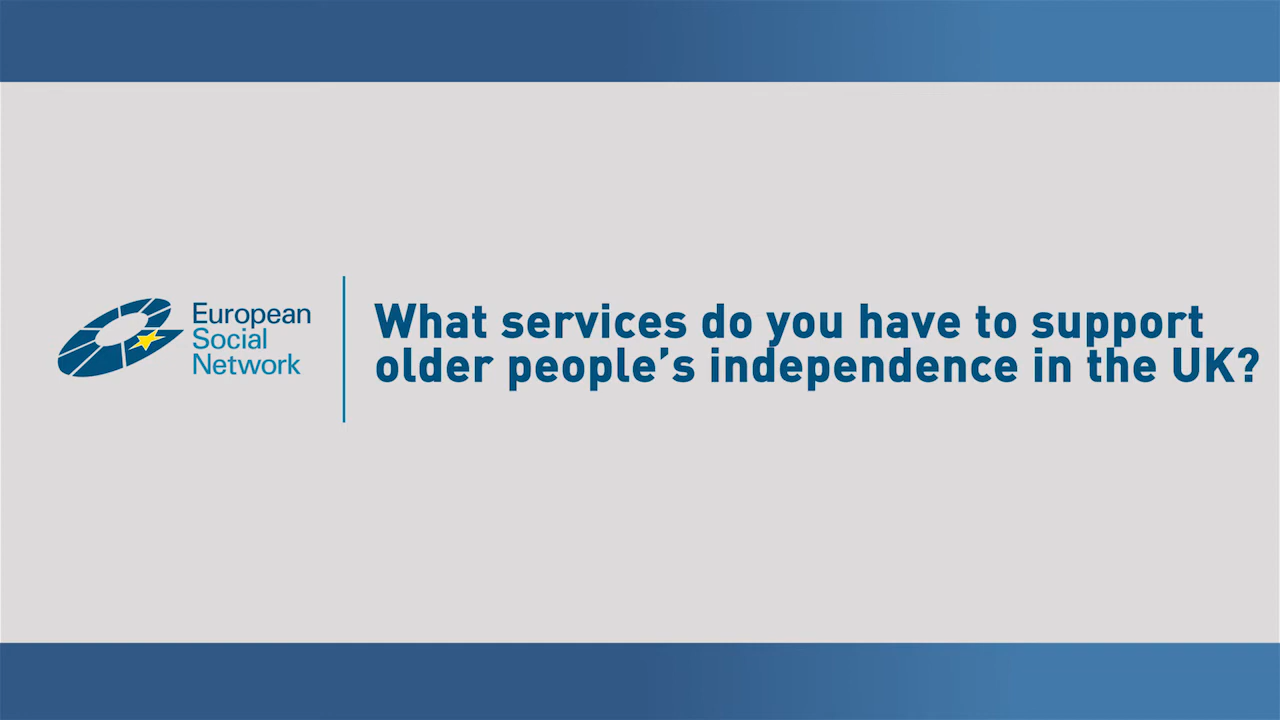 European
Social
Network
What services do you have to support
older people's independence in the UK?